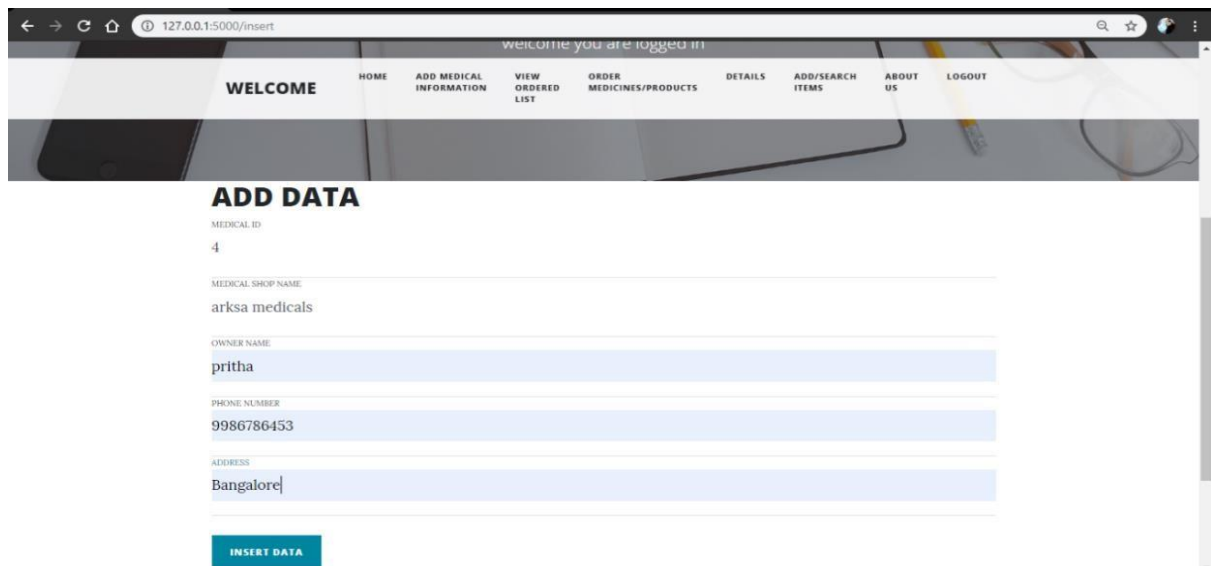 127.0.0.1:5000/insert
welcome you are logged in
WELCOME
HOME
ADD MEDICAL
INFORMATION
VIEW
ORDERED
LIST
ORDER
MEDICINES/PRODUCTS
DETAILS
ADD/SEARCH
ITEMS
ABOUT
US
LOGOUT
ADD DATA
MEDICAL ID
4
MEDICAL SHOP NAME
arksa medicals
OWNER NAME
pritha
PHONE NUMBER
9986786453
ADDRESS
Bangalore
INSERT DATA